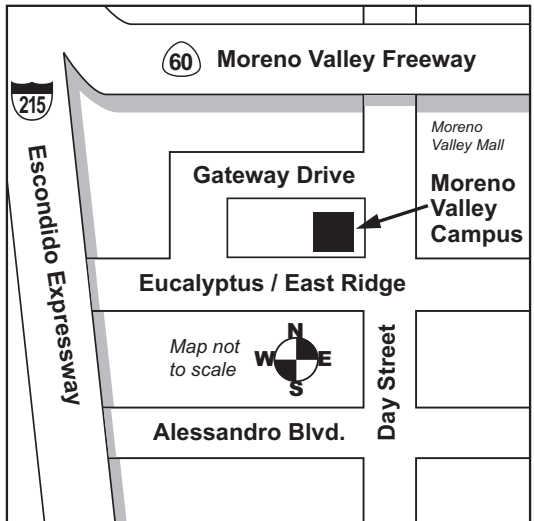 60 Moreno Valley Freeway
215
Moreno
Valley Mall
Gateway Drive
Moreno
Valley
Campus
Escondido Expressway
Eucalyptus / East Ridge
Map not
to scale
N
W E
S
Day Street
Alessandro Blvd.